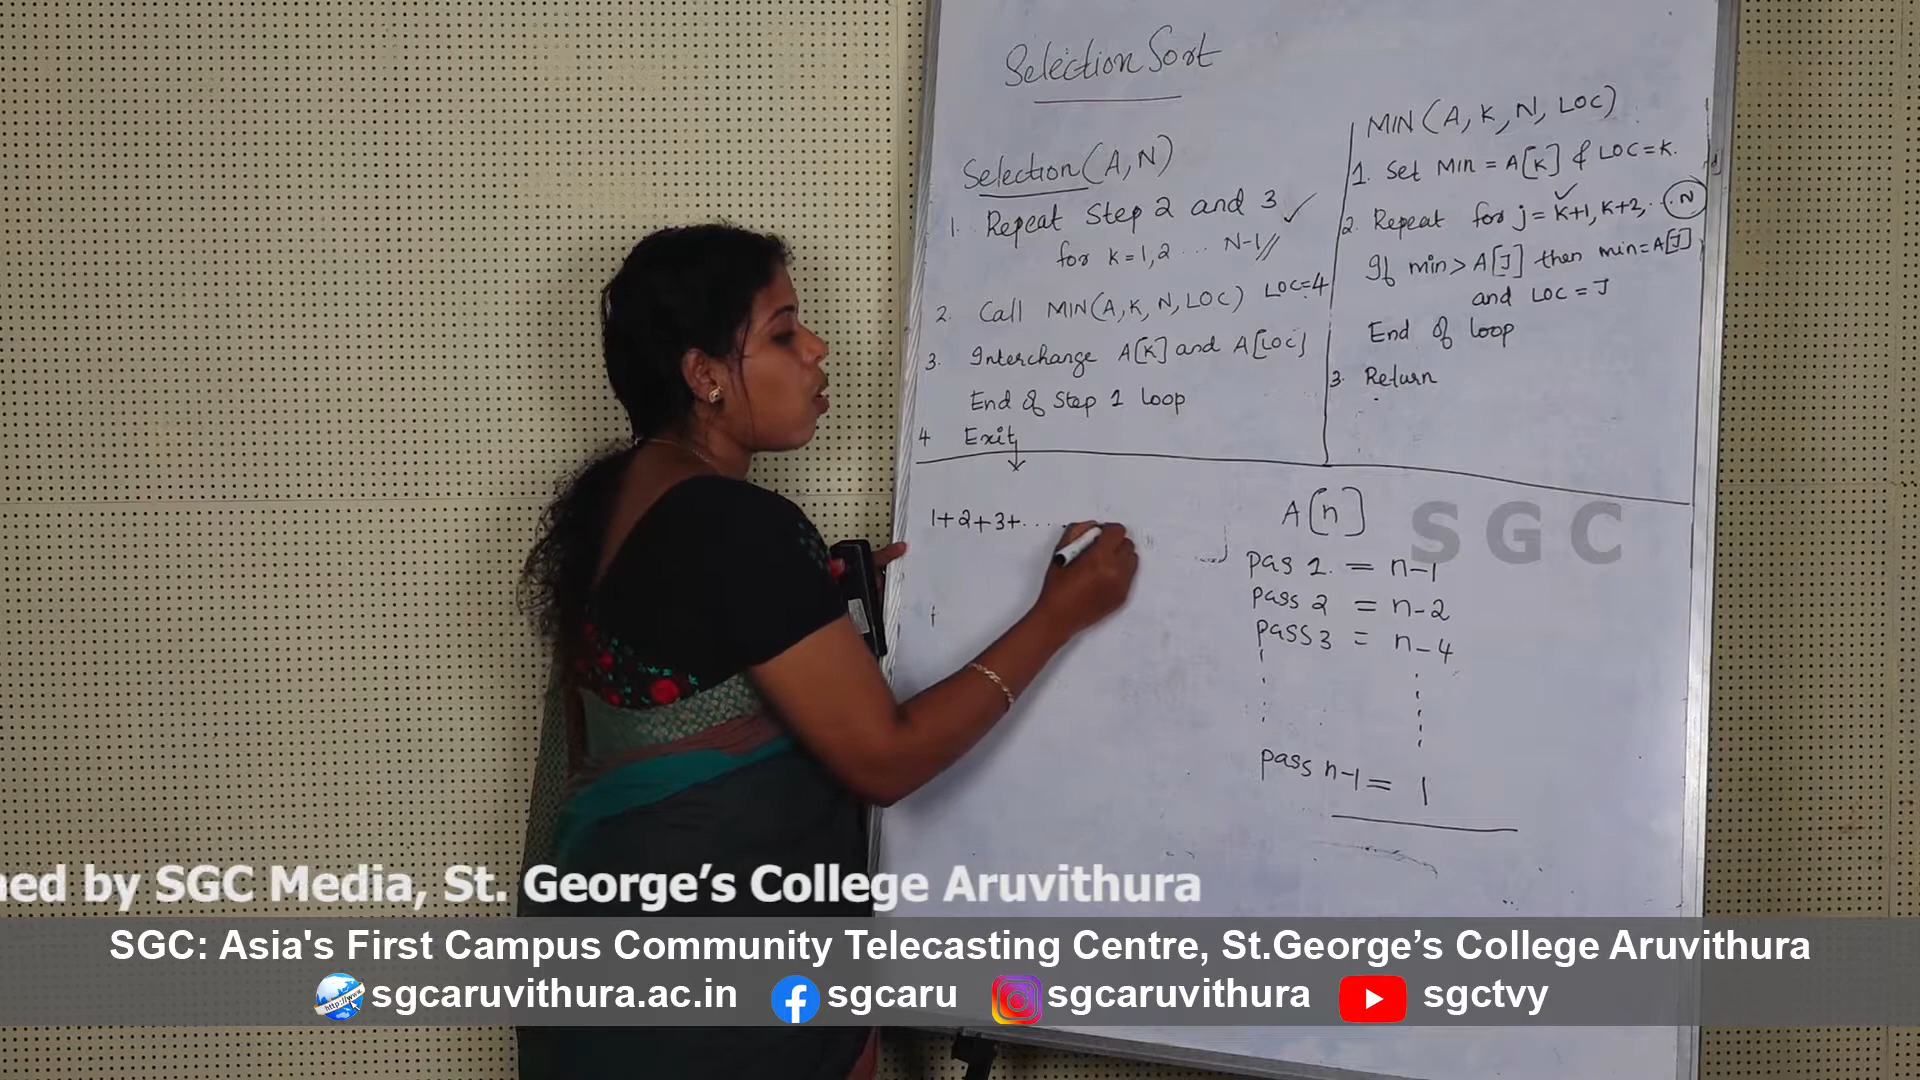 Selection Sort
Selection(A,N)
1. Repeat Step 2 and 3 ✓
for K=1,2 ... N-1//
2. Call MIN(A,K,N,LOC) LOC=4
3. Interchange A[K] and A[LOC]
End of Step 1 loop
4 Exit
MIN(A, K, N, LOC)
1. Set Min = A[K] & LOC=K.
2. Repeat for j= K+1, K+2, ... N
If min > A[J] then min=A[J]
and LOC = J
End of loop
3. Return
1+2+3+.....
A[n]
pas 1. = n-1
pass 2 = n-2
pass 3 = n-4
pass n-1 = 1
SGC
ned by SGC Media, St. George’s College Aruvithura
SGC: Asia's First Campus Community Telecasting Centre, St.George’s College Aruvithura
http://www sgcaruvithura.ac.in sgcaru sgcaruvithura sgctvy